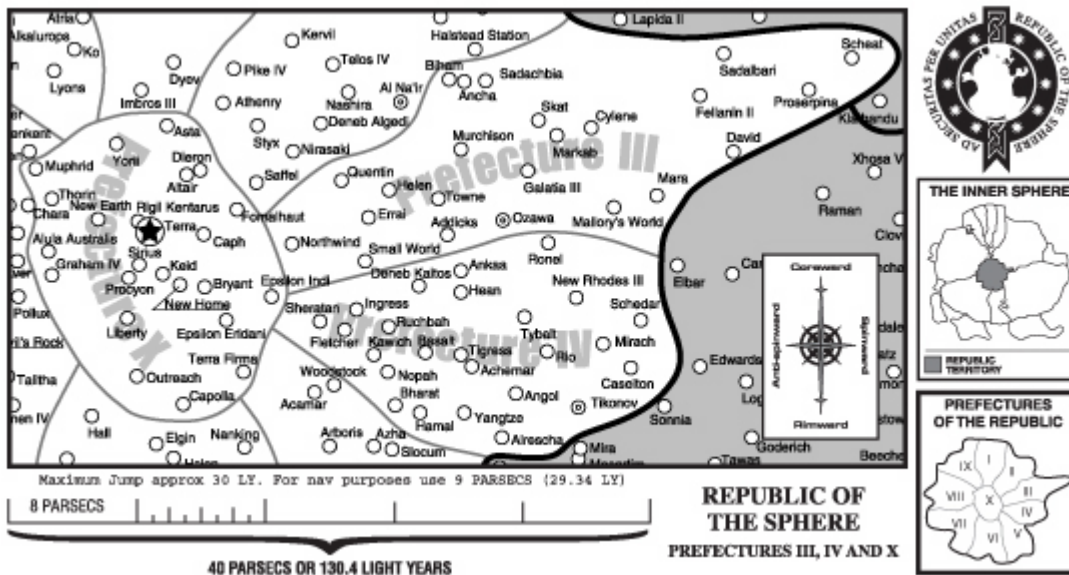 Atria
Alkalurops
Ko
Lyons
Imbros III
Dyev
Kervil
Pike IV
Telos IV
Athenry
Nashira
Al Na'ir
Deneb Algedi
Styx
Nirasaki
Saffel
Halstead Station
Biham
Ancha
Sadachbia
Lapida II
Sadalbari
Scheat
Fellanin II
Proserpina
Klathandu
Skat
Cylene
Murchison
Markab
David
Xhosa V
Asta
Muphrid
Yorii
Dieron
Altair
Thorin
Chara
New Earth
Rigil Kentarus
Terra
Fomalhaut
Alula Australis
Sirius
Caph
Graham IV
Procyon
Keid
Bryant
New Home
Pollux
Liberty
Epsilon Eridani
Epsilon Indi
Terra Firma
Talitha
Outreach
Capolla
Hall
Elgin
Nanking
Prefecture X
Quentin
Prefecture III
Helen
Towne
Galatia III
Mara
Errai
Addicks
Ozawa
Mallory's World
Raman
Northwind
Small World
Ronel
Deneb Kaitos
Ankaa
Hean
New Rhodes III
Elbar
Sheratan
Ingress
Schedar
Fletcher
Ruchbah
Prefecture IV
Kawich
Basalt
Tigress
Tybalt
Rio
Mirach
Woodstock
Nopah
Achernar
Caselton
Acamar
Bharat
Angol
Tikonov
Ramal
Yangtze
Sonnia
Arboris
Azha
Slocum
Alrescha
Mira
Edwards
Goderich
Tawas
Coreward
Anti-spinward
Spinward
Rimward
Maximum Jump approx 30 LY. For nav purposes use 9 PARSECS (29.34 LY)
8 PARSECS
40 PARSECS OR 130.4 LIGHT YEARS
REPUBLIC OF
THE SPHERE
PREFECTURES III, IV AND X
AD SECURITAS PER UNITAS
REPUBLIC OF THE SPHERE
THE INNER SPHERE
REPUBLIC
TERRITORY
PREFECTURES
OF THE REPUBLIC
IX
I
II
VIII
X
III
IV
VII
VI
V